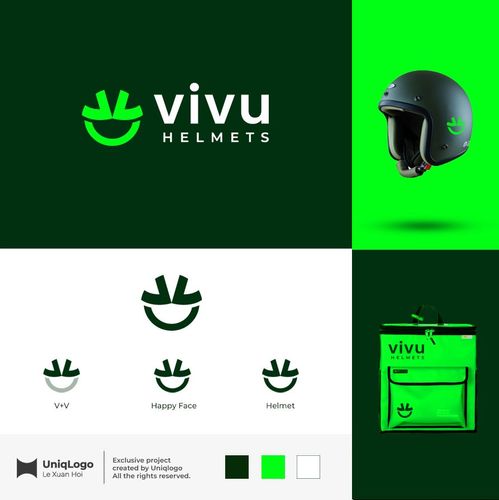 vivu
HELMETS
vivu
HELMETS
V+V
Happy Face
Helmet
UniqLogo
Le Xuan Hoi
Exclusive project
created by Uniqlogo
All the rights reserved.